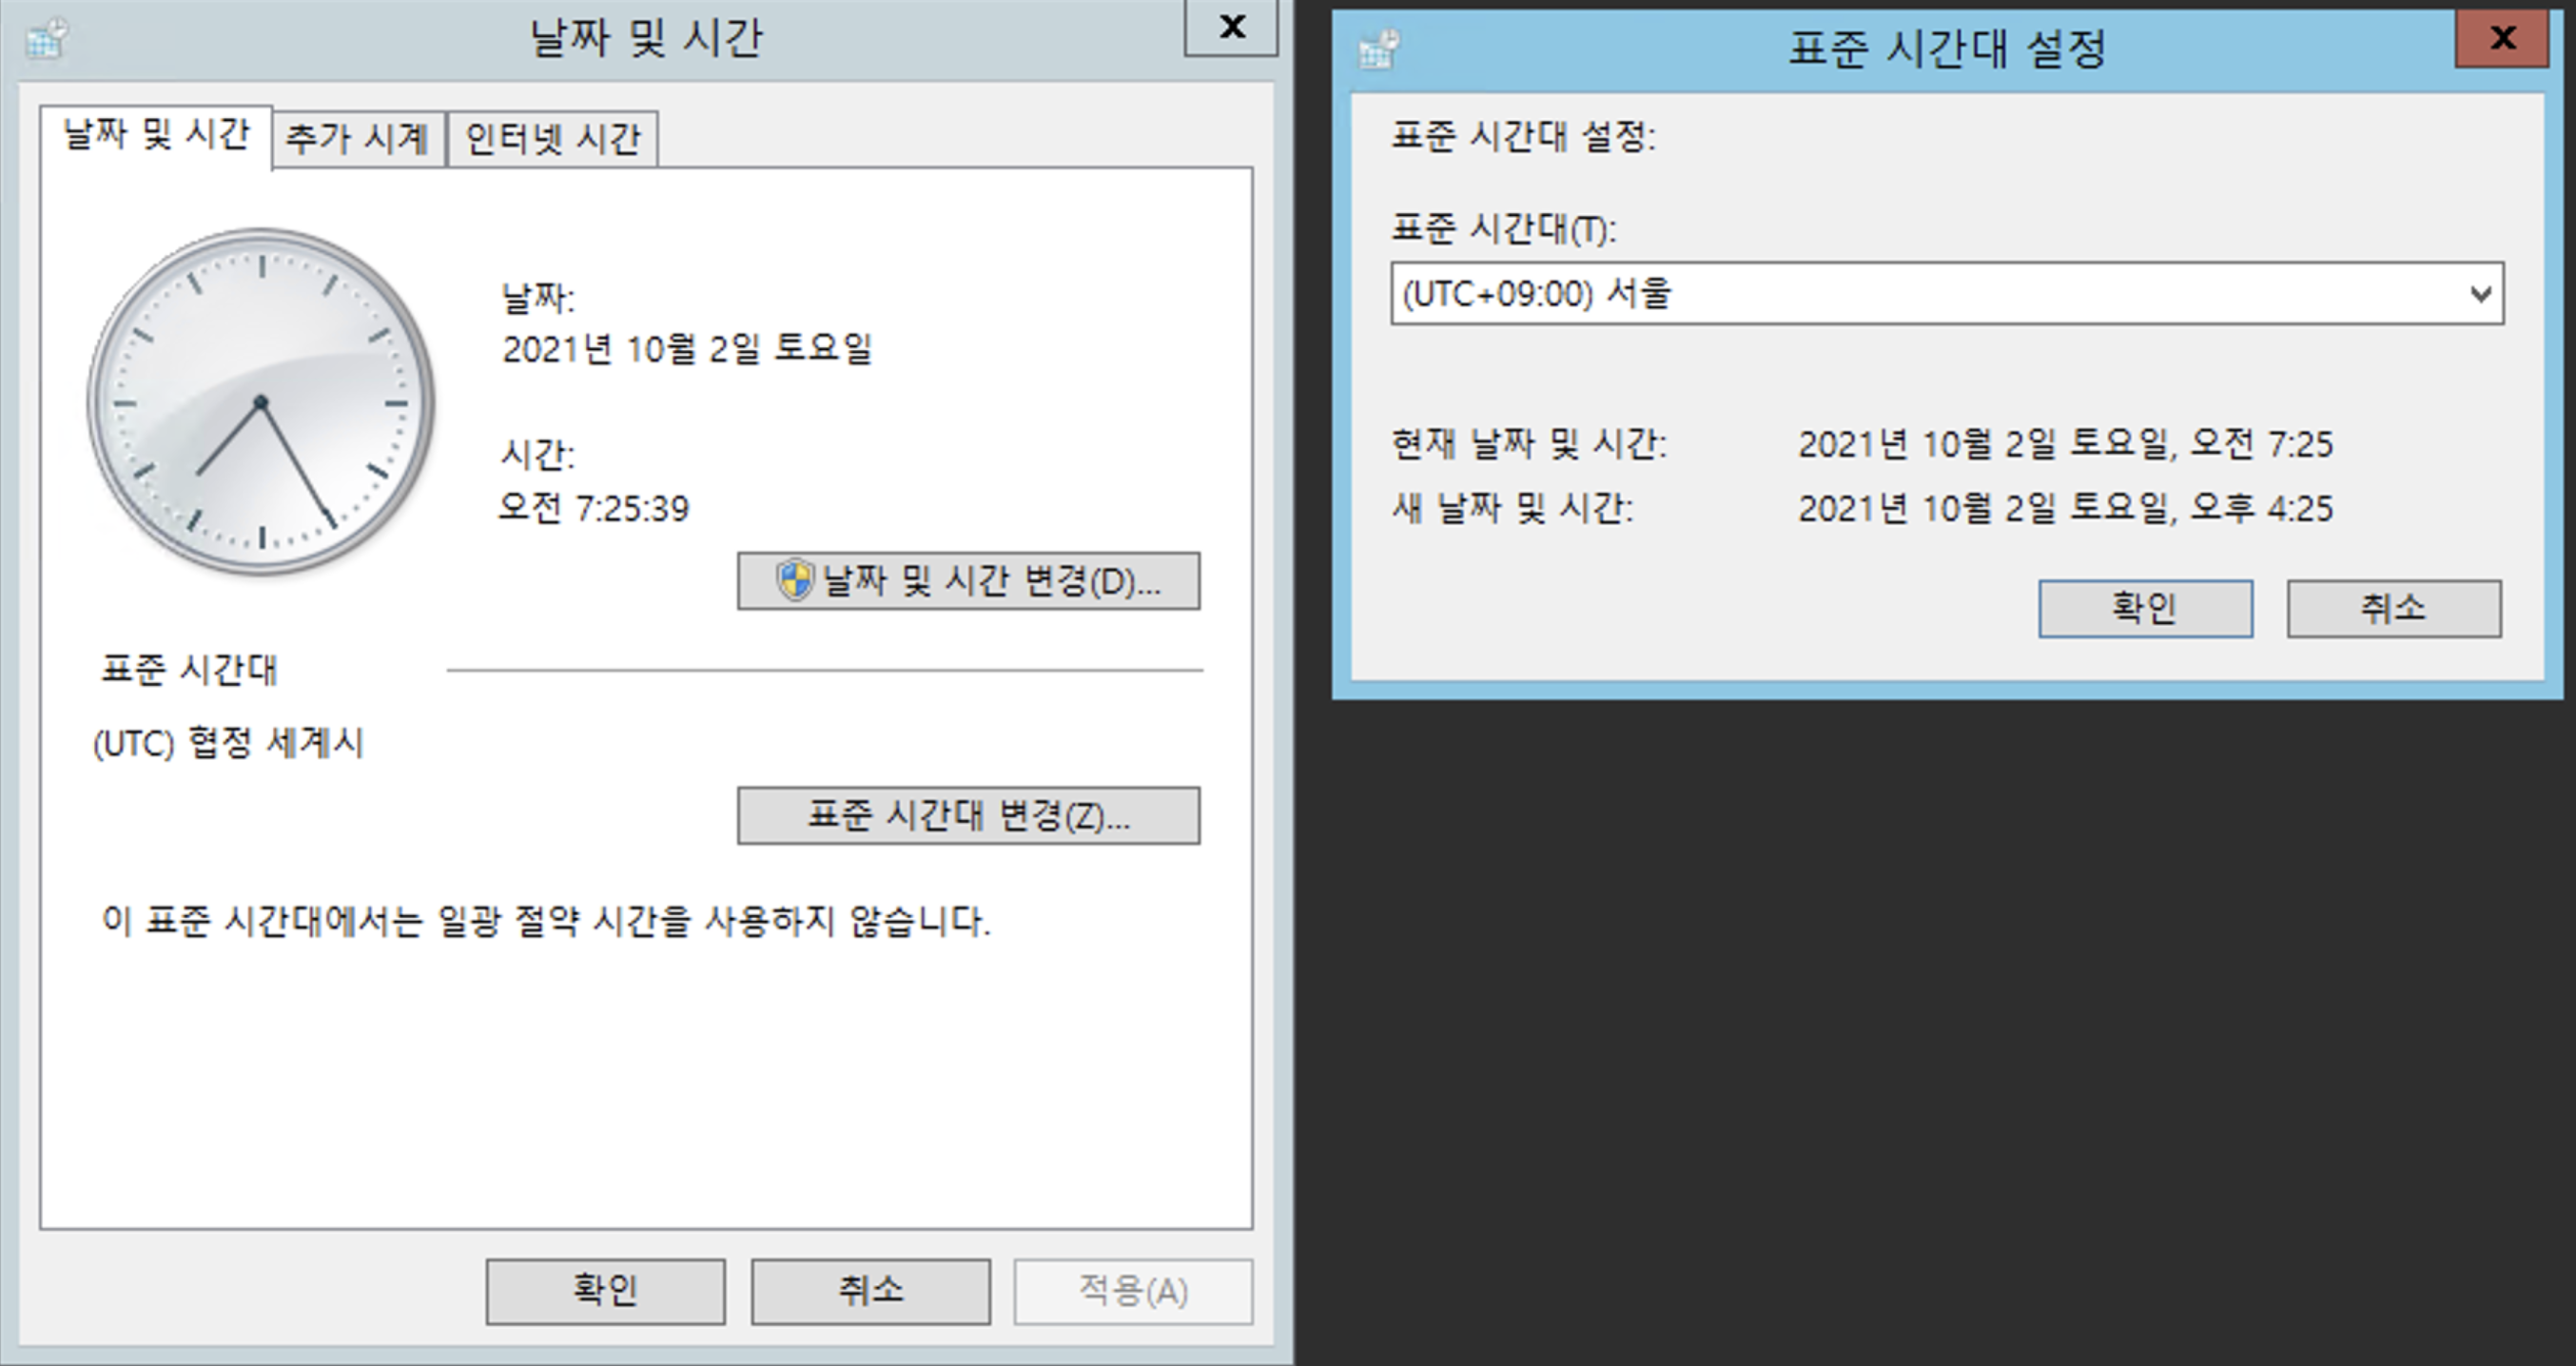 날짜 및 시간
x
날짜 및 시간
추가 시계
인터넷 시간
날짜:
2021년 10월 2일 토요일
시간:
오전 7:25:39
날짜 및 시간 변경(D)...
표준 시간대
(UTC) 협정 세계시
표준 시간대 변경(Z)...
이 표준 시간대에서는 일광 절약 시간을 사용하지 않습니다.
확인
취소
적용(A)
표준 시간대 설정
x
표준 시간대 설정:
표준 시간대(T):
(UTC+09:00) 서울
현재 날짜 및 시간: 2021년 10월 2일 토요일, 오전 7:25
새 날짜 및 시간: 2021년 10월 2일 토요일, 오후 4:25
확인
취소